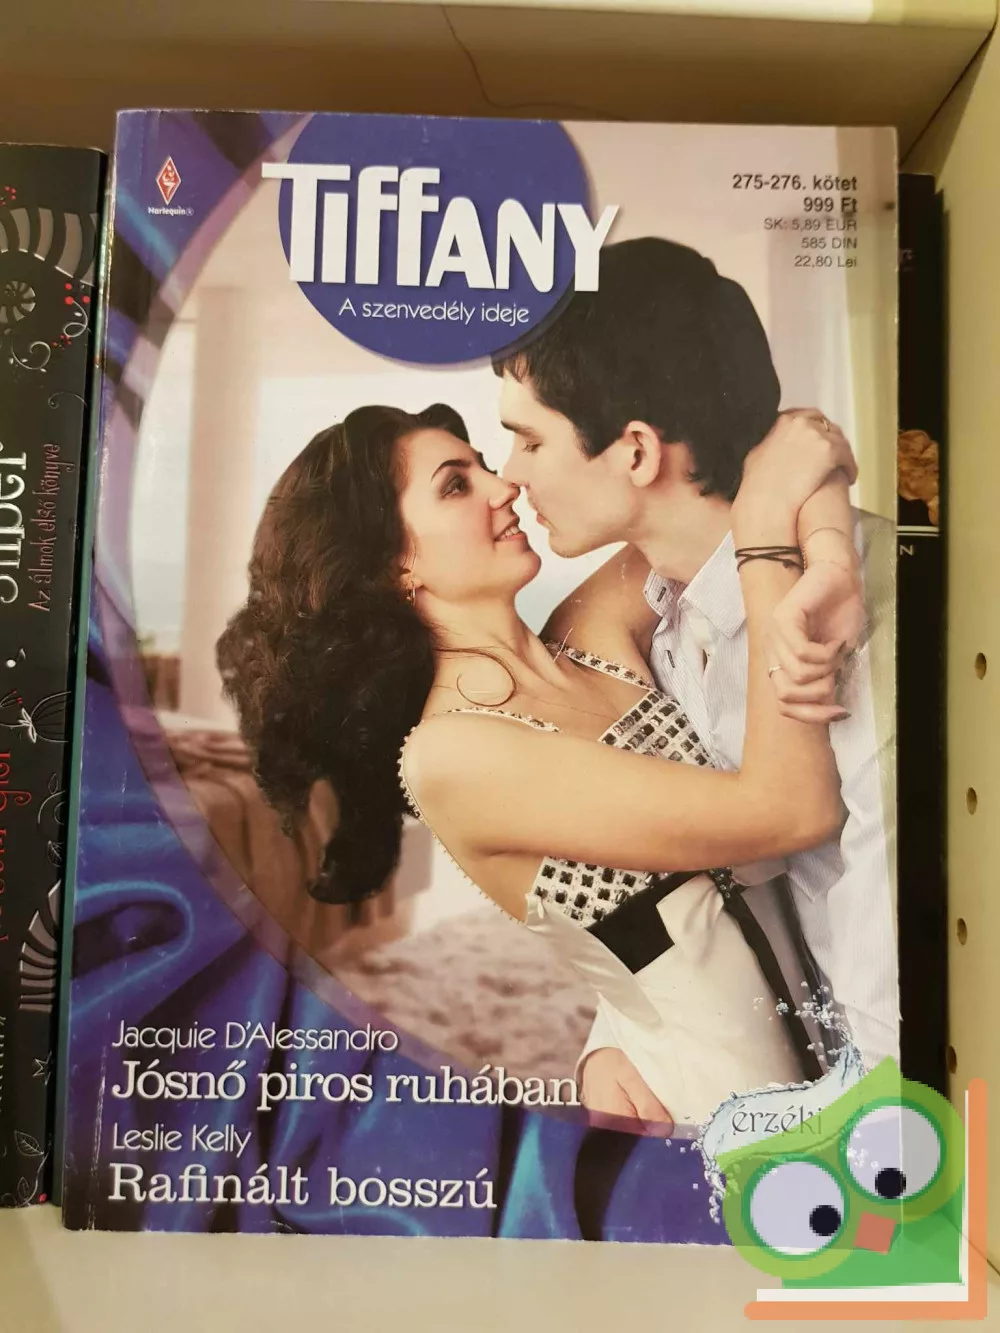 Harlequin®
TIFFANY
A szenvedély ideje
275-276. kötet
999 Ft
SK: 5,89 EUR
585 DIN
22,80 Lei
Jacquie D'Alessandro
Jósnő piros ruhában
Leslie Kelly
Rafinált bosszú
érzéki
Az álmok első könyve
N